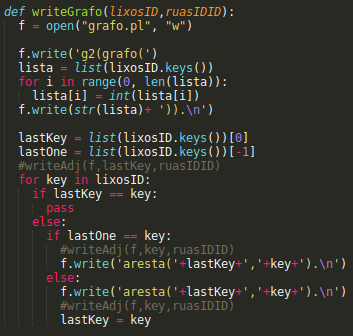 def writeGrafo(lixosID,ruasIDID):
    f = open("grafo.pl", "w")

    f.write('g2(grafo(')
    lista = list(lixosID.keys())
    for i in range(0, len(lista)):
        lista[i] = int(lista[i])
    f.write(str(lista)+ ')).\n')

    lastKey = list(lixosID.keys())[0]
    lastOne = list(lixosID.keys())[-1]
    #writeAdj(f,lastKey,ruasIDID)
    for key in lixosID:
        if lastKey == key:
            pass
        else:
            if lastOne == key:
                #writeAdj(f,key,ruasIDID)
                f.write('aresta('+lastKey+','+key+').\n')
            else:
                f.write('aresta('+lastKey+','+key+').\n')
                #writeAdj(f,key,ruasIDID)
                lastKey = key